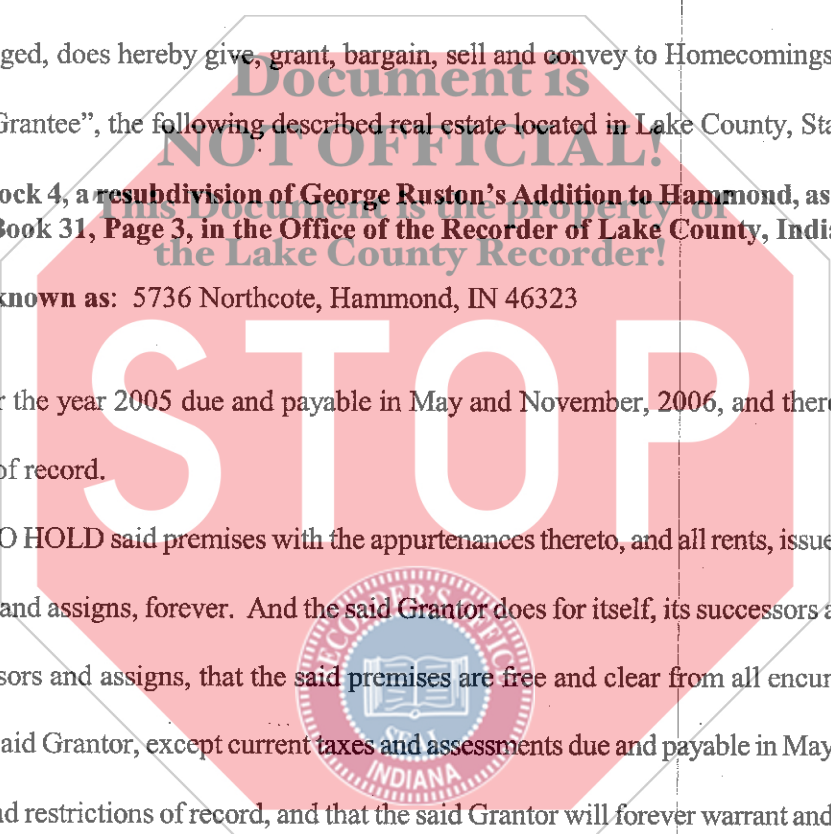 ged, does hereby give, grant, bargain, sell and convey to Homecomings
Document is
Grantee”, the following described real estate located in Lake County, Sta
NOT OFFICIAL!
ock 4, a resubdivision of George Ruston’s Addition to Hammond, as
This Document is the property of
Book 31, Page 3, in the Office of the Recorder of Lake County, India
the Lake County Recorder!
known as: 5736 Northcote, Hammond, IN 46323
STOP
r the year 2005 due and payable in May and November, 2006, and there
of record.
O HOLD said premises with the appurtenances thereto, and all rents, issue
and assigns, forever. And the said Grantor does for itself, its successors a
RECORDER'S OFFICE
sors and assigns, that the said premises are free and clear from all encum
aid Grantor, except current taxes and assessments due and payable in May
SEAL
INDIANA
nd restrictions of record, and that the said Grantor will forever warrant and